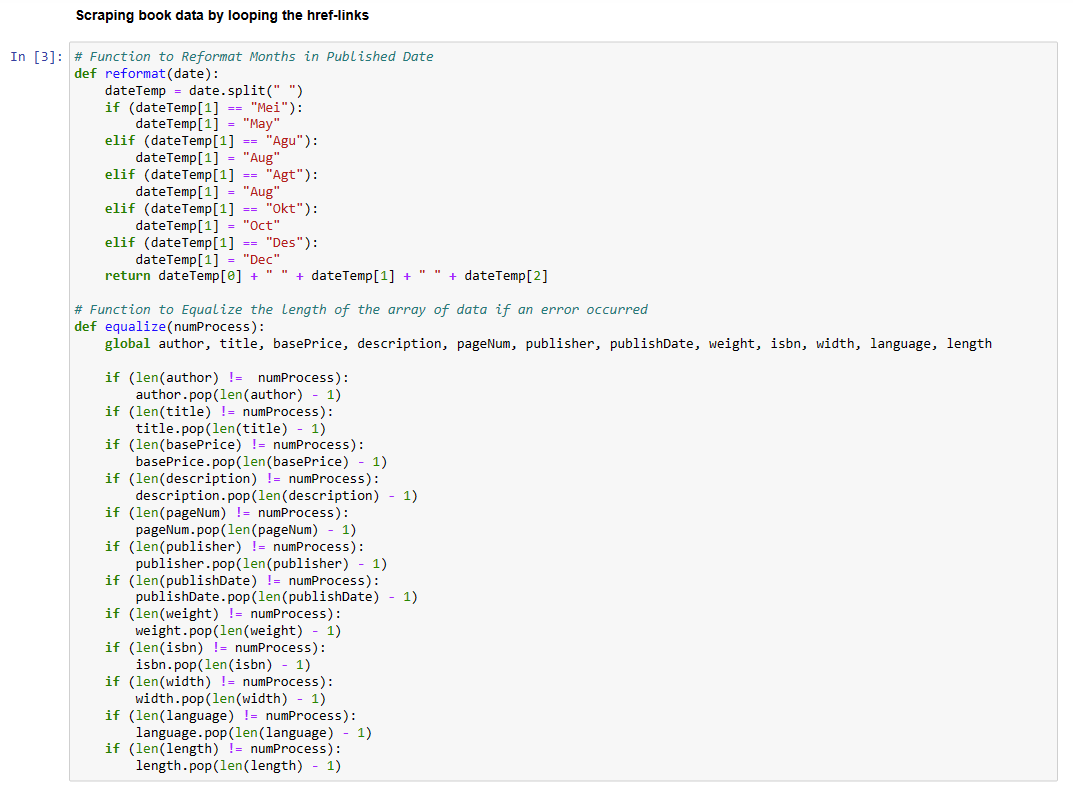 Scraping book data by looping the href-links
In [3]: # Function to Reformat Months in Published Date
def reformat(date):
    dateTemp = date.split(" ")
    if (dateTemp[1] == "Mei"):
        dateTemp[1] = "May"
    elif (dateTemp[1] == "Agu"):
        dateTemp[1] = "Aug"
    elif (dateTemp[1] == "Agt"):
        dateTemp[1] = "Aug"
    elif (dateTemp[1] == "Okt"):
        dateTemp[1] = "Oct"
    elif (dateTemp[1] == "Des"):
        dateTemp[1] = "Dec"
    return dateTemp[0] + " " + dateTemp[1] + " " + dateTemp[2]
# Function to Equalize the length of the array of data if an error occurred
def equalize(numProcess):
    global author, title, basePrice, description, pageNum, publisher, publishDate, weight, isbn, width, language, length
    if (len(author) !=  numProcess):
        author.pop(len(author) - 1)
    if (len(title) != numProcess):
        title.pop(len(title) - 1)
    if (len(basePrice) != numProcess):
        basePrice.pop(len(basePrice) - 1)
    if (len(description) != numProcess):
        description.pop(len(description) - 1)
    if (len(pageNum) != numProcess):
        pageNum.pop(len(pageNum) - 1)
    if (len(publisher) != numProcess):
        publisher.pop(len(publisher) - 1)
    if (len(publishDate) != numProcess):
        publishDate.pop(len(publishDate) - 1)
    if (len(weight) != numProcess):
        weight.pop(len(weight) - 1)
    if (len(isbn) != numProcess):
        isbn.pop(len(isbn) - 1)
    if (len(width) != numProcess):
        width.pop(len(width) - 1)
    if (len(language) != numProcess):
        language.pop(len(language) - 1)
    if (len(length) != numProcess):
        length.pop(len(length) - 1)